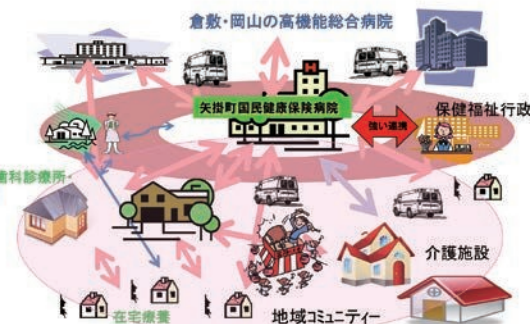 倉敷・岡山の高機能総合病院
矢掛町国民健康保険病院
強い連携
保健福祉行政
歯科診療所
介護施設
在宅療養
地域コミュニティー